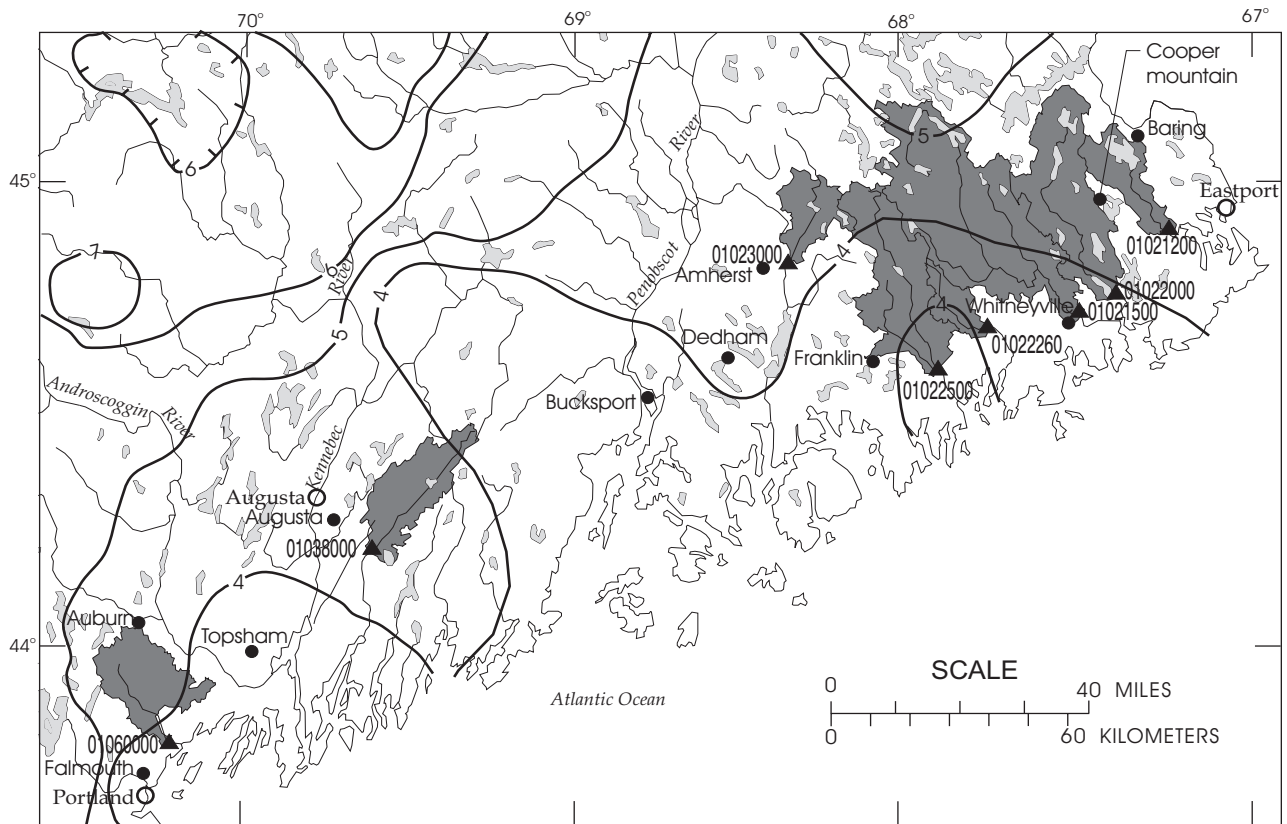 70°
69°
68°
67°
Cooper
mountain
5
Baring
River
6
45°
Eastport
7
01023000
4
01021200
Amherst
6
River
Penobscot
4
01022000
4
Whitneyville
01021500
5
Dedham
01022260
Franklin
01022500
Androscoggin
River
Bucksport
Kennebec
Augusta
Augusta
01038000
4
Auburn
Topsham
44°
SCALE
0
40 MILES
Atlantic Ocean
0
60 KILOMETERS
01060000
Falmouth
Portland